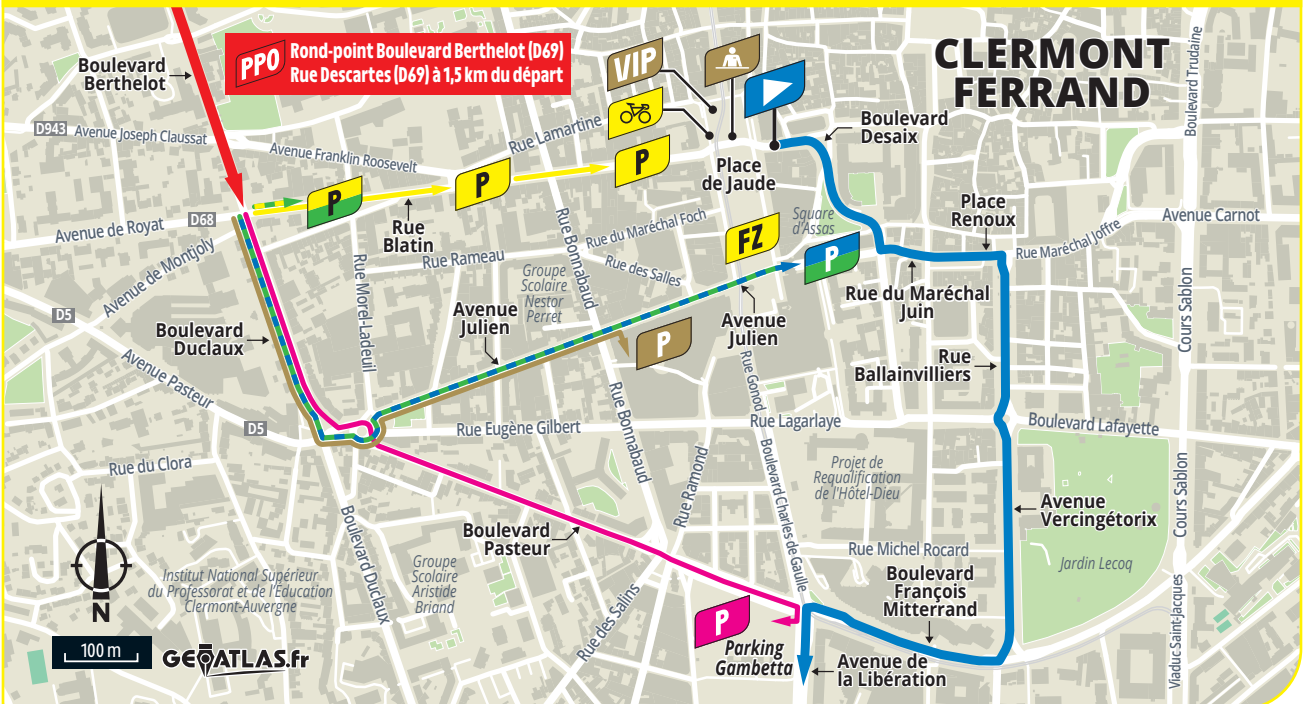 PPO
Rond-point Boulevard Berthelot (D69)
Rue Descartes (D69) à 1,5 km du départ
CLERMONT
FERRAND
Boulevard
Berthelot
VIP
Boulevard Trudaine
D943
Avenue Joseph Claussat
Avenue Franklin Roosevelt
Rue Lamartine
Boulevard
Desaix
P
P
P
Place
de Jaude
Avenue de Royat
D68
Rue
Blatin
Rue Bonnabaud
Rue du Maréchal Foch
FZ
Square
d'Assas
P
Place
Renoux
Avenue Carnot
Rue Maréchal Joffre
Avenue de Montjoly
Rue Morel-Ladeuil
Rue Rameau
Groupe
Scolaire
Nestor
Perret
Rue des Salles
Rue du Maréchal
Juin
Cours Sablon
D5
Boulevard
Duclaux
Avenue
Julien
Avenue
Julien
P
Rue
Ballainvilliers
Avenue Pasteur
Rue Gonod
D5
Rue Eugène Gilbert
Rue Bonnabaud
Rue Lagarlaye
Boulevard Lafayette
Rue du Clora
Rue Ramond
Boulevard Charles de Gaulle
Projet de
Requalification
de l'Hôtel-Dieu
Cours Sablon
Avenue
Vercingétorix
Boulevard Duclaux
Boulevard
Pasteur
Rue Michel Rocard
Jardin Lecoq
Institut National Supérieur
du Professorat et de l'Éducation
Clermont-Auvergne
Groupe
Scolaire
Aristide
Briand
Rue des Salins
Boulevard
François
Mitterrand
Viaduc Saint-Jacques
N
P
Parking
Gambetta
Avenue de
la Libération
100 m
GEOATLAS.fr